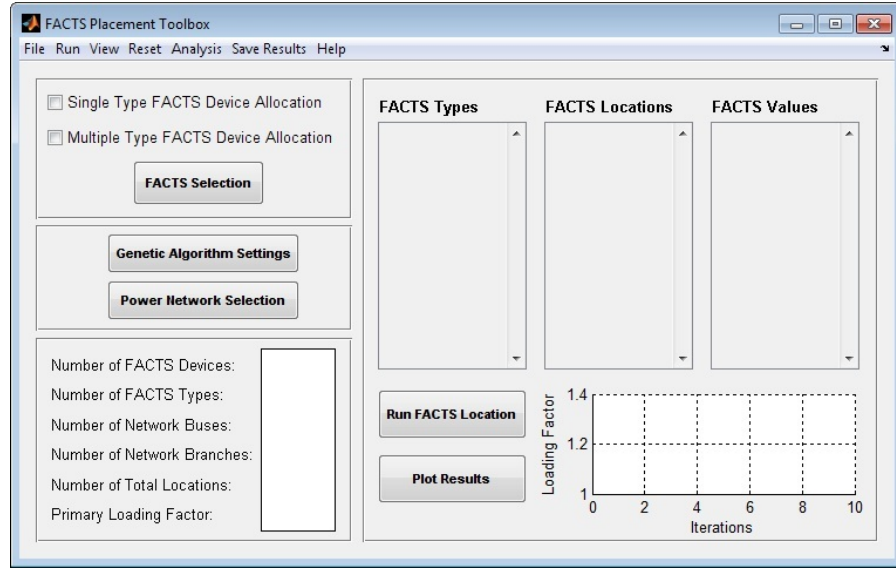 FACTS Placement Toolbox
File Run View Reset Analysis Save Results Help
Single Type FACTS Device Allocation
Multiple Type FACTS Device Allocation
FACTS Selection
Genetic Algorithm Settings
Power Network Selection
Number of FACTS Devices:
Number of FACTS Types:
Number of Network Buses:
Number of Network Branches:
Number of Total Locations:
Primary Loading Factor:
FACTS Types FACTS Locations FACTS Values
Run FACTS Location
Plot Results
Loading Factor
1.4
1.2
1
0 2 4 6 8 10
Iterations